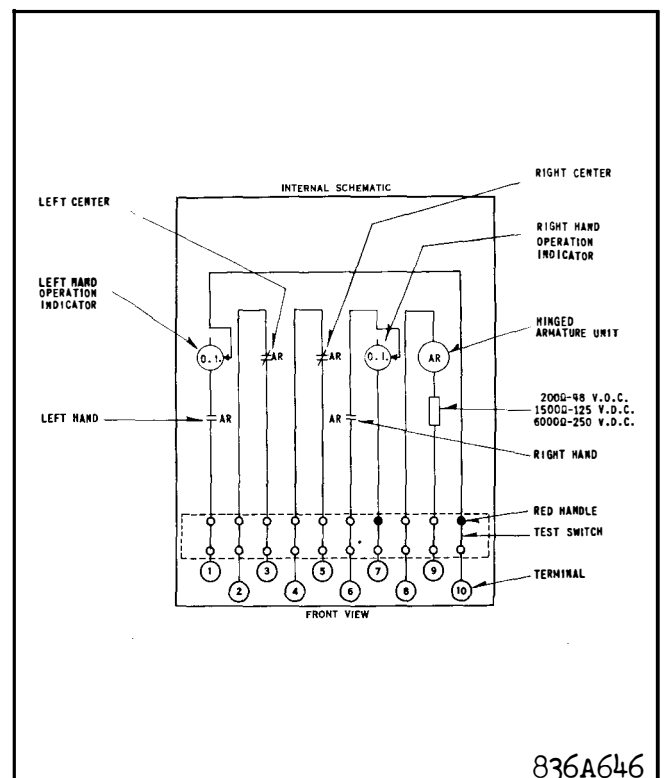 INTERNAL SCHEMATIC
RIGHT CENTER
LEFT CENTER
RIGHT HAND
OPERATION
INDICATOR
LEFT HAND
OPERATION
INDICATOR
HINGED
ARMATURE UNIT
O.I.
AR
AR
O.I.
AR
200Ω-48 V.D.C.
1500Ω-125 V.D.C.
6000Ω-250 V.D.C.
LEFT HAND
AR
AR
RIGHT HAND
RED HANDLE
TEST SWITCH
1
3
5
7
9
TERMINAL
2
4
6
8
10
FRONT VIEW
836A646